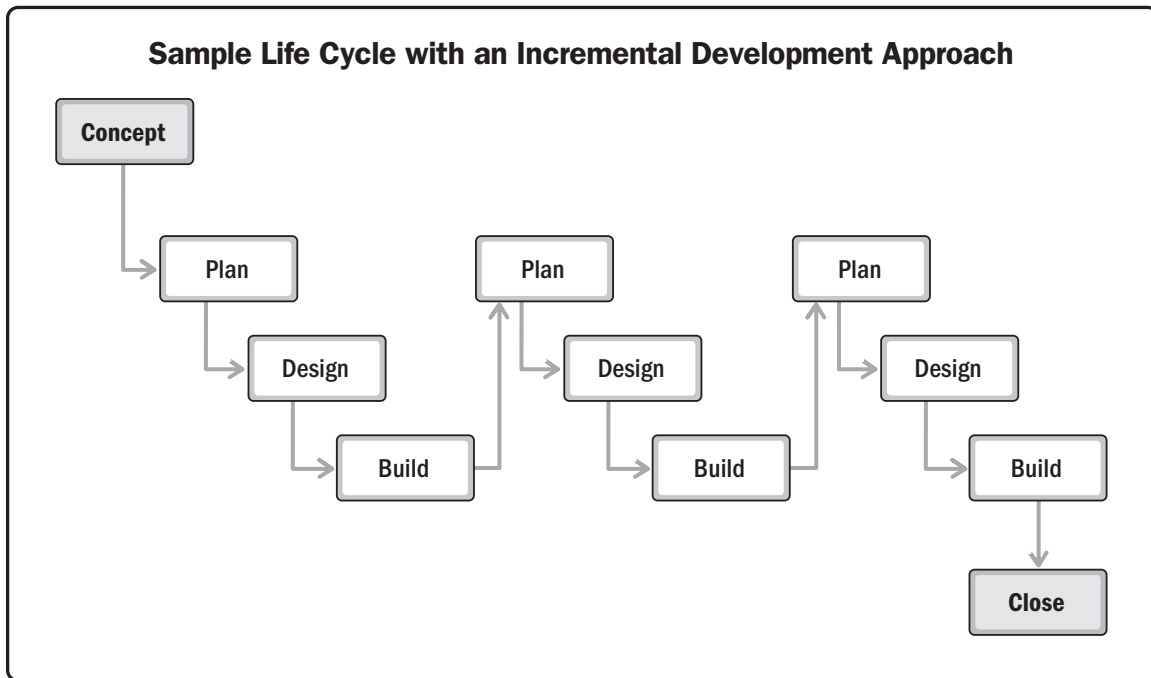 Sample Life Cycle with an Incremental Development Approach
Concept
Plan
Plan
Plan
Design
Design
Design
Build
Build
Build
Close